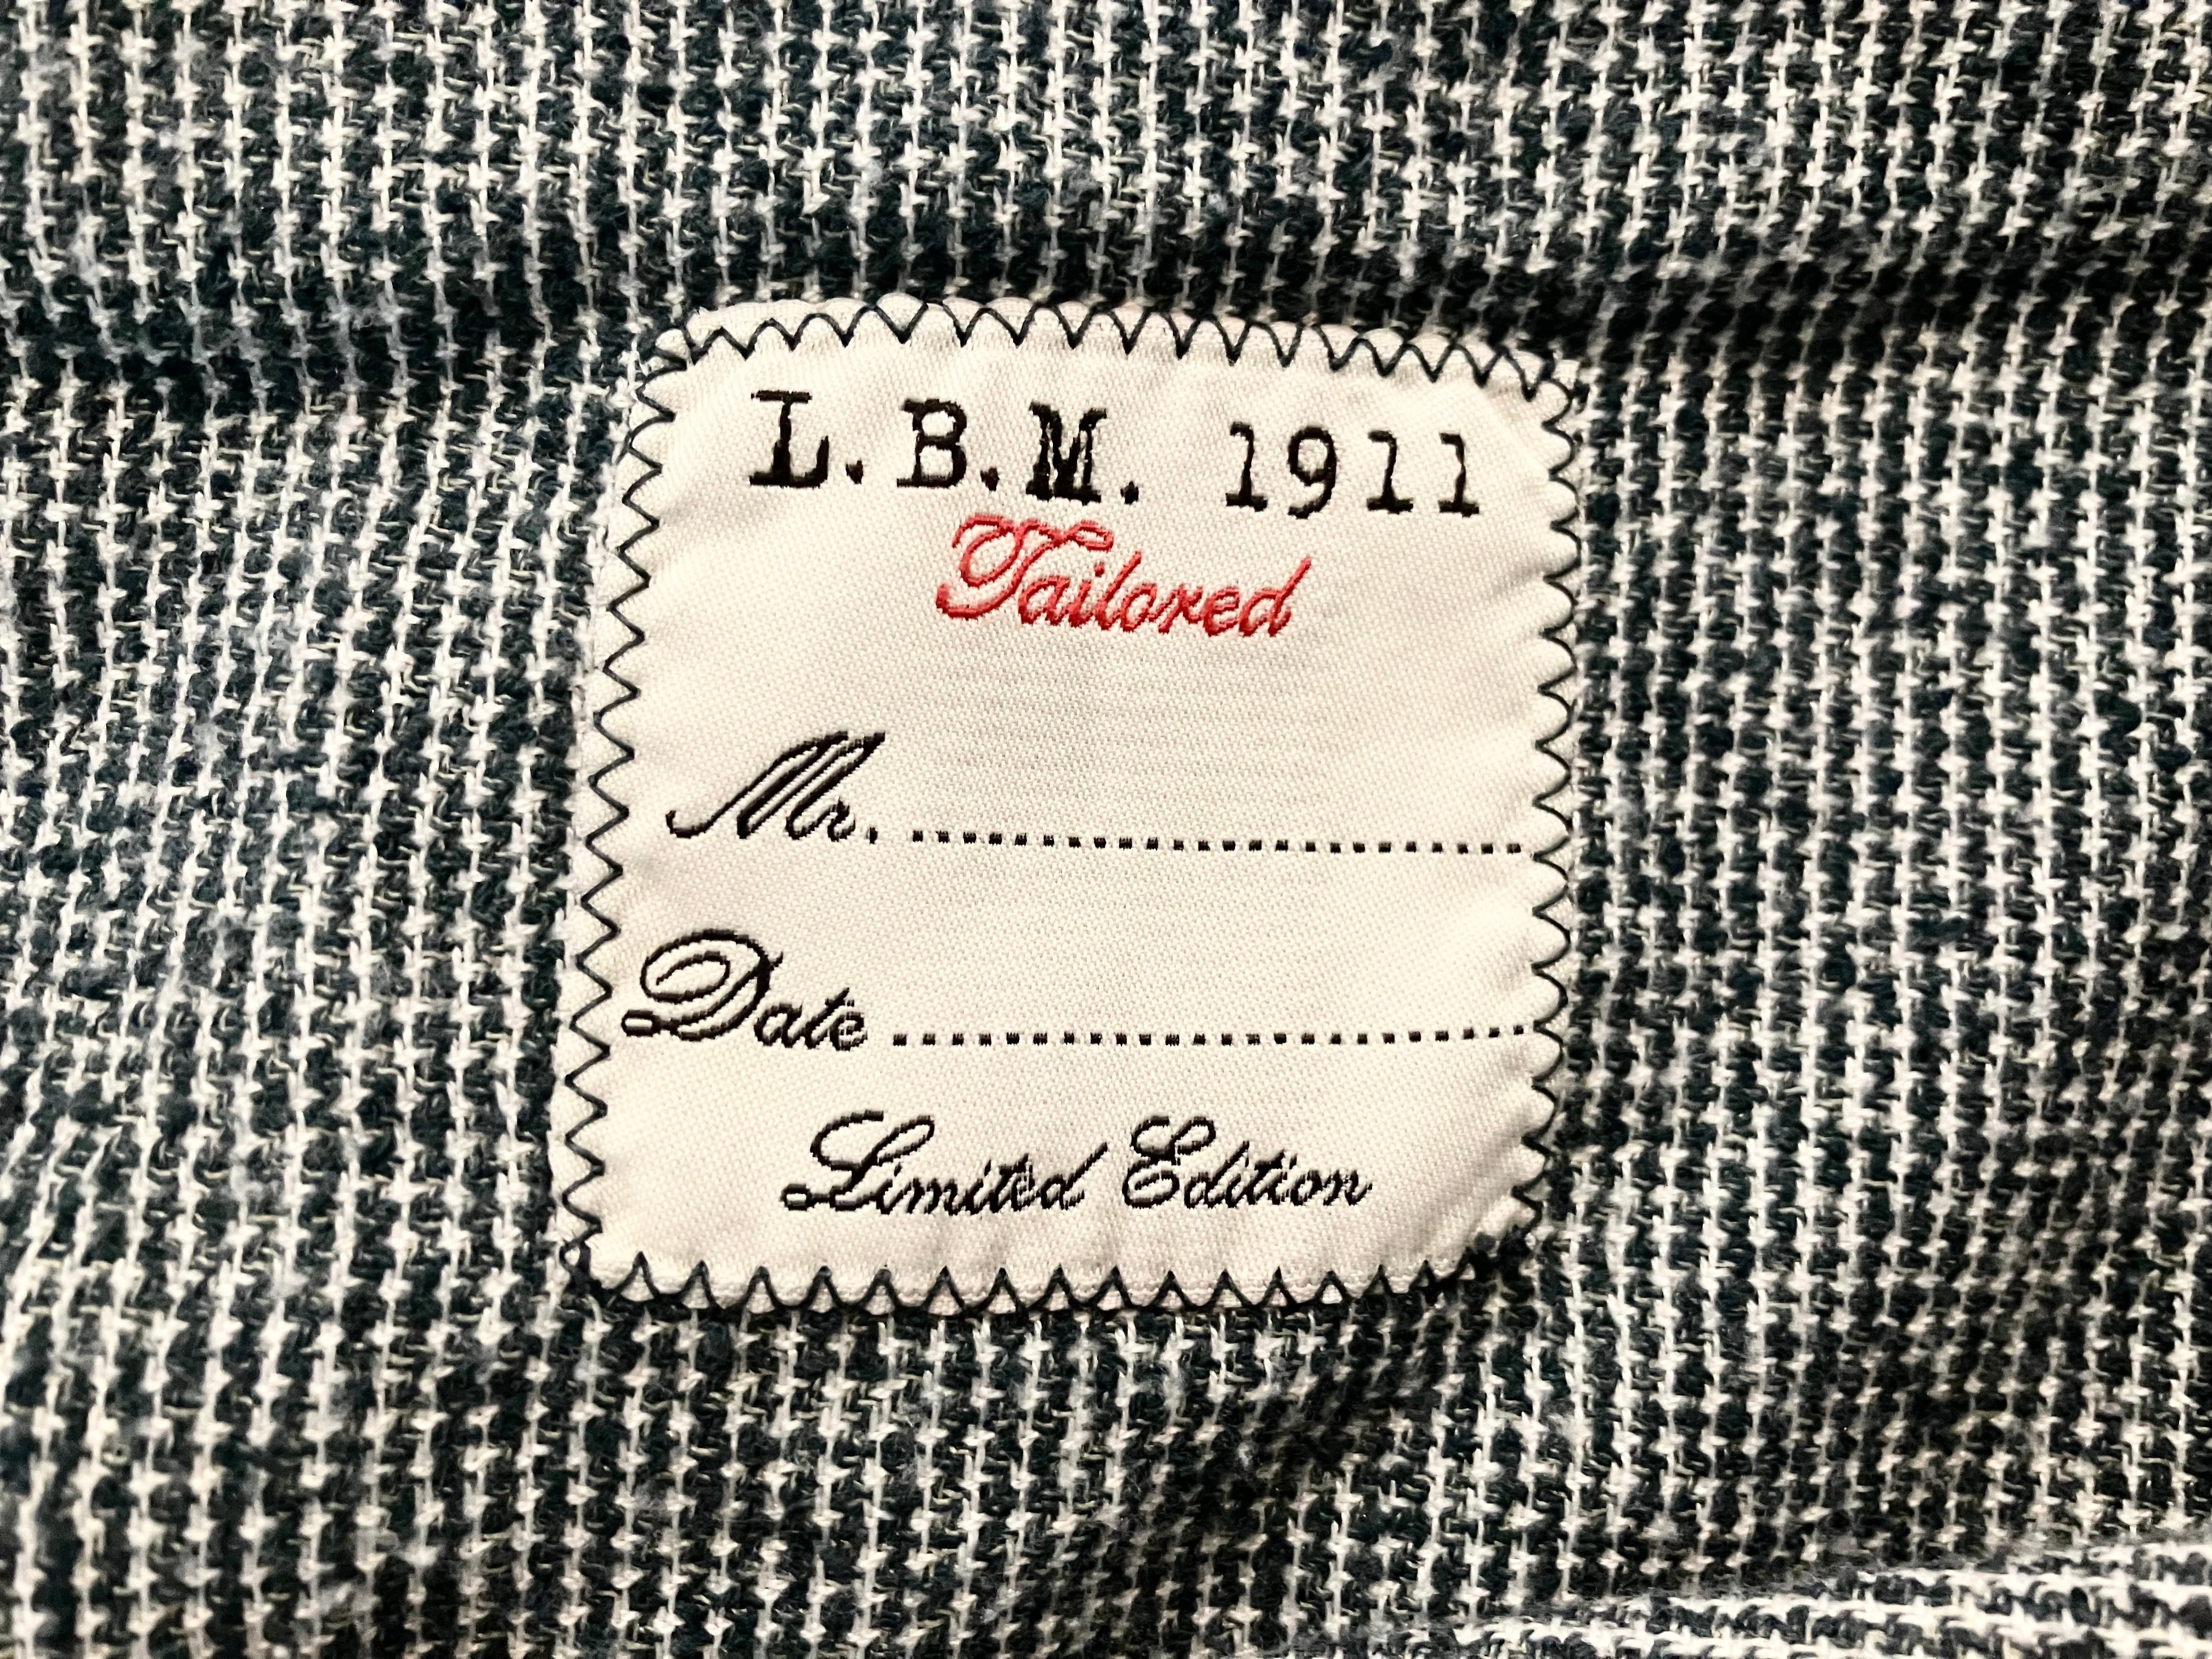 L.B.M. 1911
Tailored
Mr. ........................
Date ........................
Limited Edition